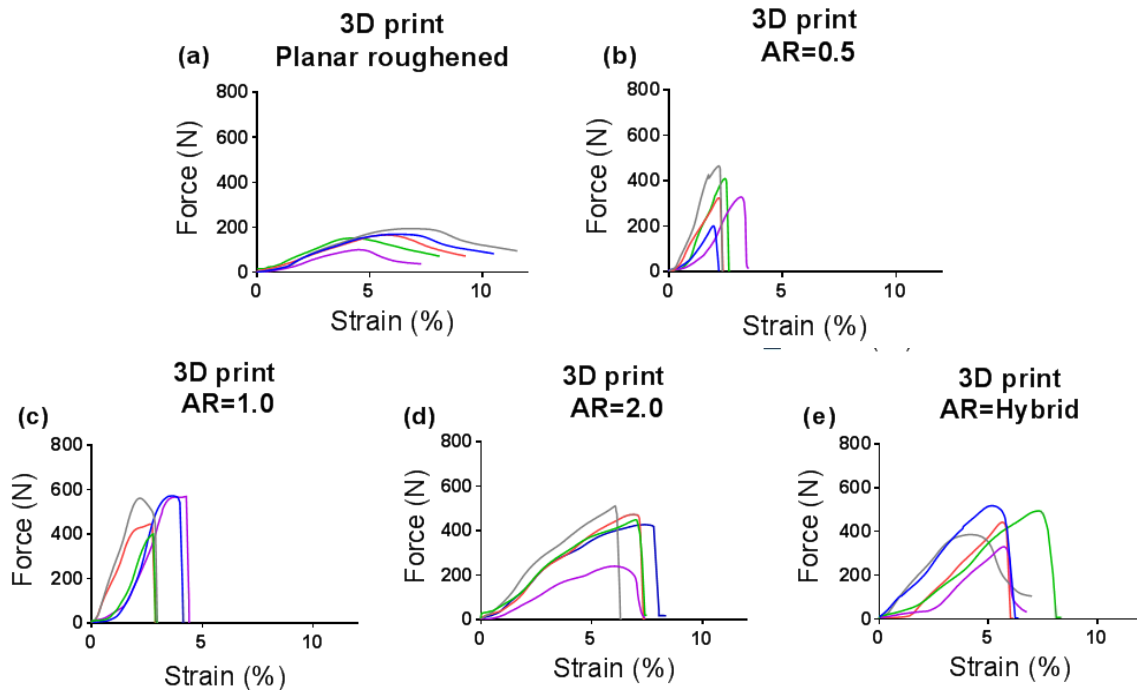 3D print
Planar roughened
(a)
800
600
400
200
0
0 5 10
Force (N)
Strain (%)
3D print
AR=0.5
(b)
800
600
400
200
0
0 5 10
Force (N)
Strain (%)
3D print
AR=1.0
(c)
800
600
400
200
0
0 5 10
Force (N)
Strain (%)
3D print
AR=2.0
(d)
800
600
400
200
0
0 5 10
Force (N)
Strain (%)
3D print
AR=Hybrid
(e)
800
600
400
200
0
0 5 10
Force (N)
Strain (%)